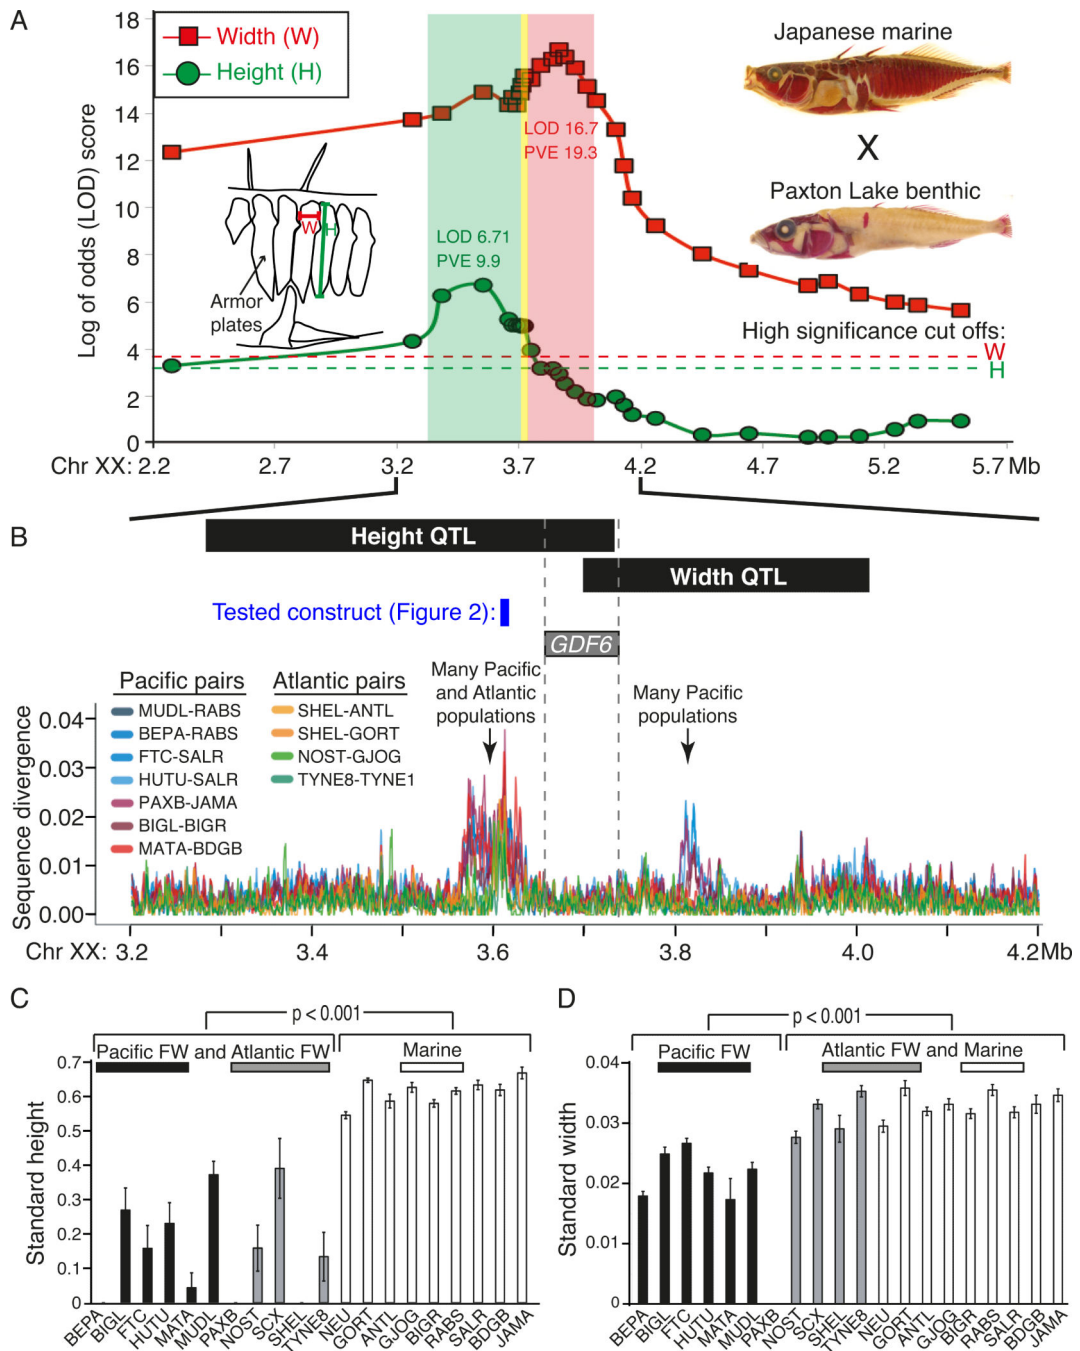 A
Width (W)
Height (H)
Log of odds (LOD) score
18
16
14
12
10
8
6
4
2
0
LOD 16.7
PVE 19.3
LOD 6.71
PVE 9.9
W
H
Armor
plates
Japanese marine
X
Paxton Lake benthic
High significance cut offs:
W
H
Chr XX: 2.2 2.7 3.2 3.7 4.2 4.7 5.2 5.7 Mb
B
Height QTL
Width QTL
Tested construct (Figure 2):
GDF6
Many Pacific
and Atlantic
populations
Many Pacific
populations
Pacific pairs
MUDL-RABS
BEPA-RABS
FTC-SALR
HUTU-SALR
PAXB-JAMA
BIGL-BIGR
MATA-BDGB
Atlantic pairs
SHEL-ANTL
SHEL-GORT
NOST-GJOG
TYNE8-TYNE1
Sequence divergence
0.04
0.03
0.02
0.01
0.00
Chr XX: 3.2 3.4 3.6 3.8 4.0 4.2Mb
C
p < 0.001
Pacific FW and Atlantic FW
Marine
Standard height
0.7
0.6
0.5
0.4
0.3
0.2
0.1
0
BEPA
BIGL
FTC
HUTU
MATA
MUDL
PAXB
NOST
SCX
SHEL
TYNE8
NEU
GORT
ANTL
GJOG
BIGR
RABS
SALR
BDGB
JAMA
D
p < 0.001
Pacific FW
Atlantic FW and Marine
Standard width
0.04
0.03
0.02
0.01
0
BEPA
BIGL
FTC
HUTU
MATA
MUDL
PAXB
NOST
SCX
SHEL
TYNE8
NEU
GORT
ANTL
GJOG
BIGR
RABS
SALR
BDGB
JAMA